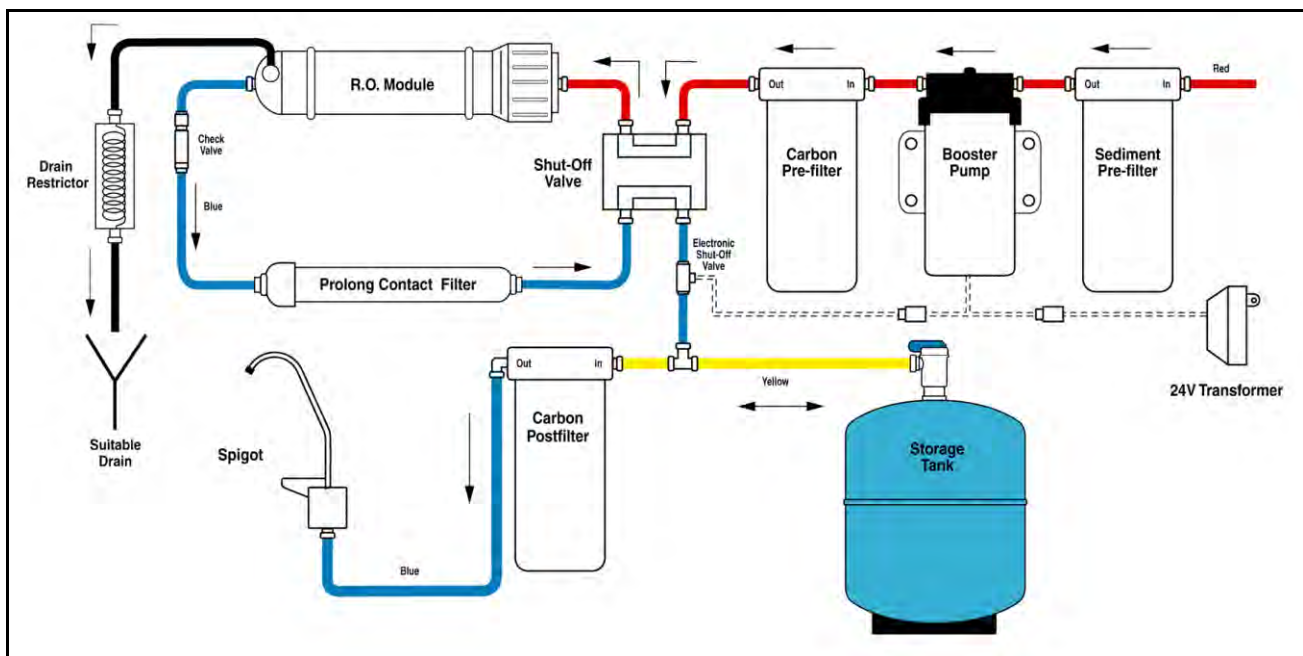 R.O. Module
Red
Out
In
Out
In
Check
Valve
Drain
Restrictor
Shut-Off
Valve
Carbon
Pre-filter
Booster
Pump
Sediment
Pre-filter
Blue
Electronic
Shut-Off
Valve
Prolong Contact Filter
Out
In
Yellow
24V Transformer
Carbon
Postfilter
Suitable
Drain
Spigot
Storage
Tank
Blue